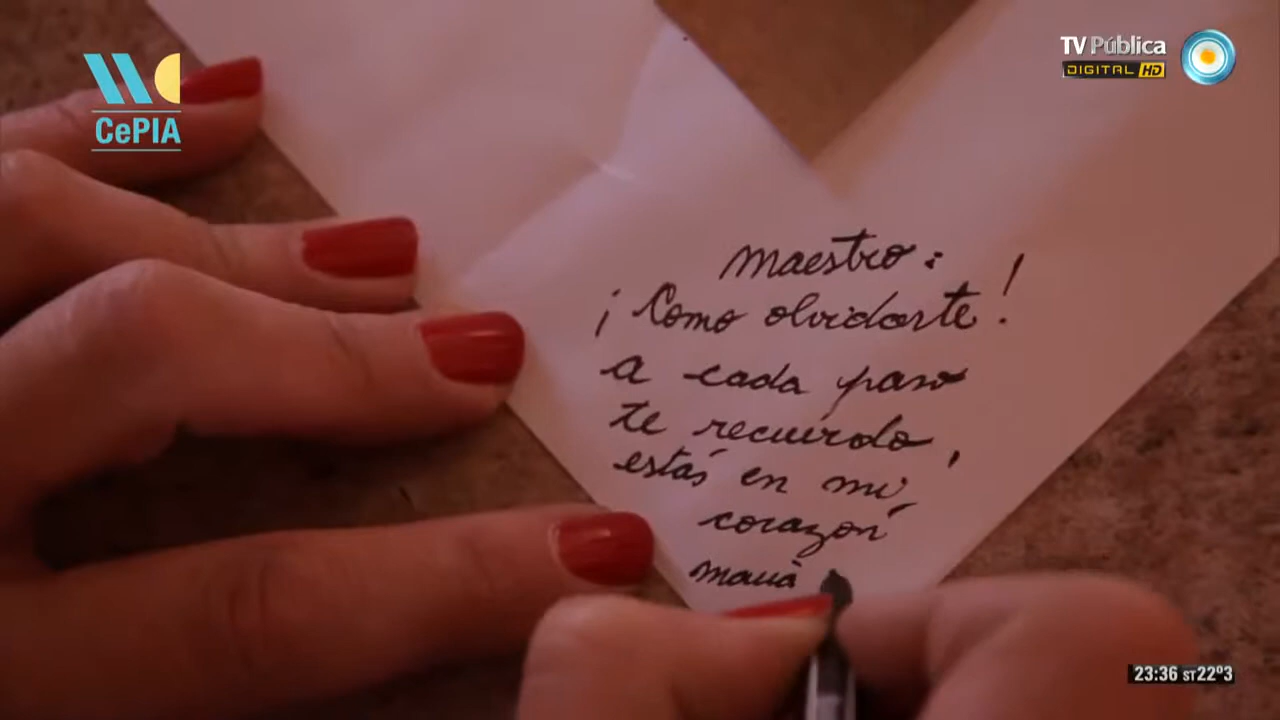 CePIA
TV Pública
DIGITAL HD
maestro:
¡Como olvidarte!
a cada paso
te recuerdo,
estás en mi
corazón
María
23:36 ST22º3